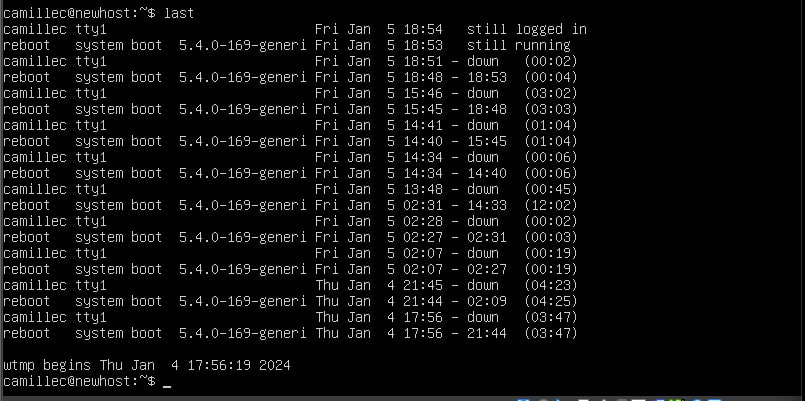 camillec@newhost:~$ last
camillec tty1                          Fri Jan  5 18:54   still logged in
reboot   system boot  5.4.0-169-generi Fri Jan  5 18:53   still running
camillec tty1                          Fri Jan  5 18:51 - down   (00:02)
reboot   system boot  5.4.0-169-generi Fri Jan  5 18:48 - 18:53  (00:04)
camillec tty1                          Fri Jan  5 15:46 - down   (03:02)
reboot   system boot  5.4.0-169-generi Fri Jan  5 15:45 - 18:48  (03:03)
camillec tty1                          Fri Jan  5 14:41 - down   (01:04)
reboot   system boot  5.4.0-169-generi Fri Jan  5 14:40 - 15:45  (01:04)
camillec tty1                          Fri Jan  5 14:34 - down   (00:06)
reboot   system boot  5.4.0-169-generi Fri Jan  5 14:34 - 14:40  (00:06)
camillec tty1                          Fri Jan  5 13:48 - down   (00:45)
reboot   system boot  5.4.0-169-generi Fri Jan  5 02:31 - 14:33  (12:02)
camillec tty1                          Fri Jan  5 02:28 - down   (00:02)
reboot   system boot  5.4.0-169-generi Fri Jan  5 02:27 - 02:31  (00:03)
camillec tty1                          Fri Jan  5 02:07 - down   (00:19)
reboot   system boot  5.4.0-169-generi Fri Jan  5 02:07 - 02:27  (00:19)
camillec tty1                          Thu Jan  4 21:45 - down   (04:23)
reboot   system boot  5.4.0-169-generi Thu Jan  4 21:44 - 02:09  (04:25)
camillec tty1                          Thu Jan  4 17:56 - down   (03:47)
reboot   system boot  5.4.0-169-generi Thu Jan  4 17:56 - 21:44  (03:47)

wtmp begins Thu Jan  4 17:56:19 2024
camillec@newhost:~$ _